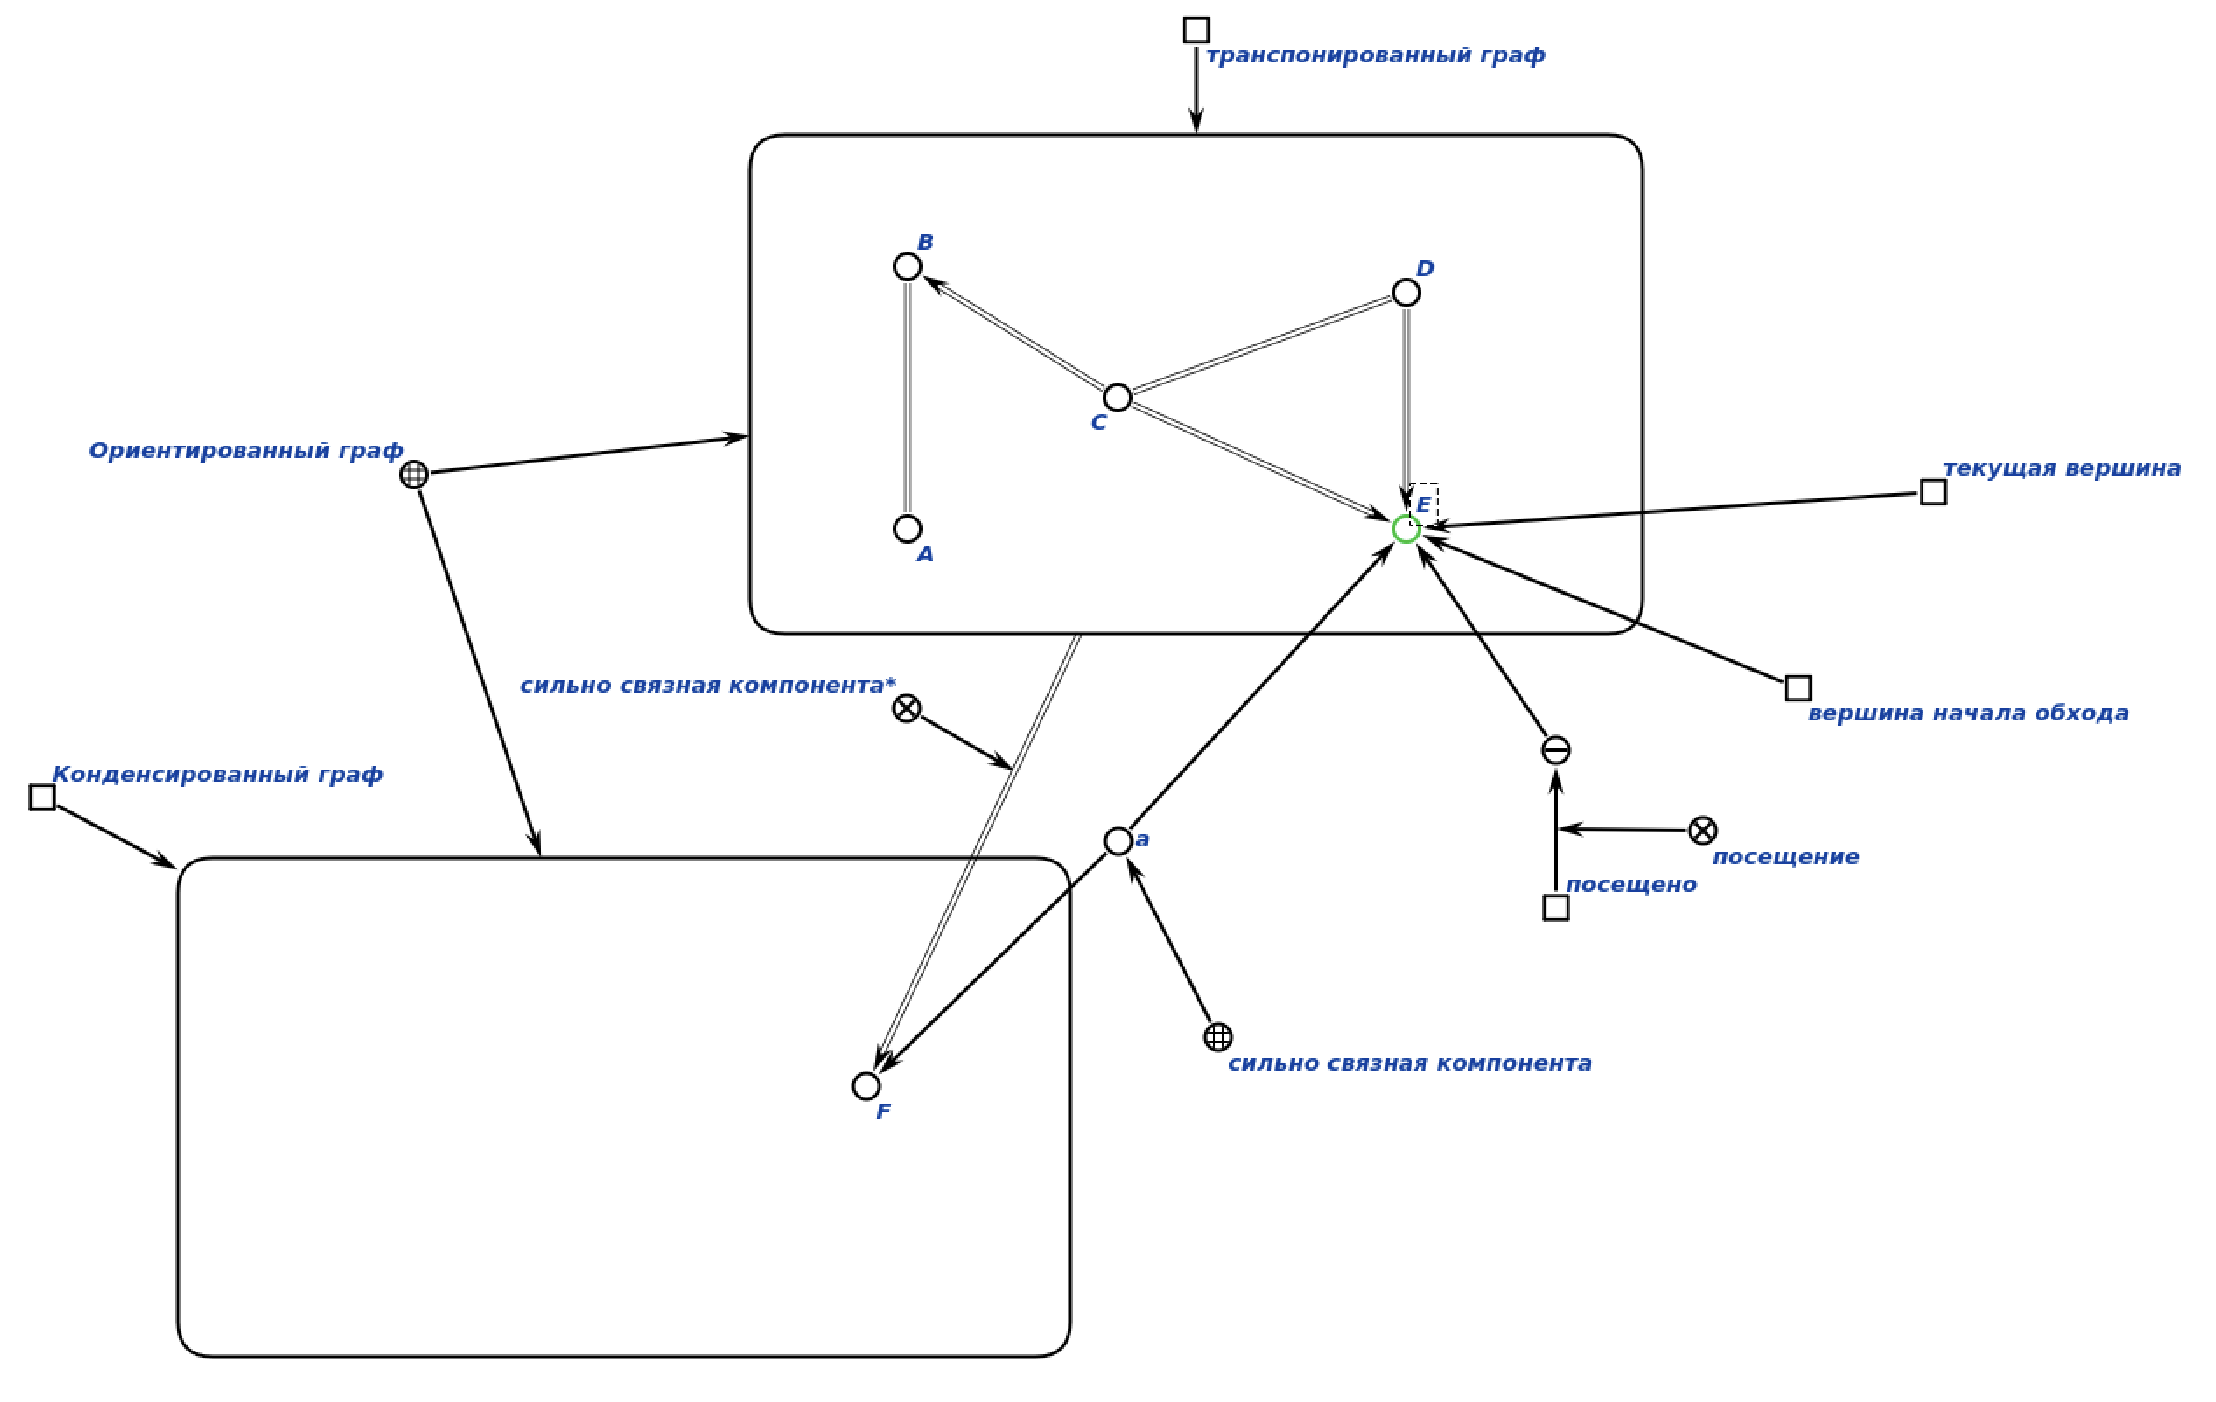 транспонированный граф
B
D
C
Ориентированный граф
текущая вершина
E
A
сильно связная компонента*
вершина начала обхода
Конденсированный граф
a
посещение
посещено
сильно связная компонента
F